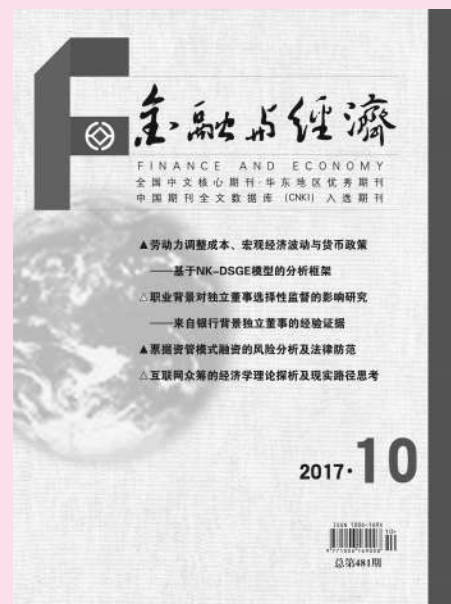 F
金融与经济
FINANCE AND ECONOMY
全国中文核心期刊·华东地区优秀期刊
中国期刊全文数据库(CNKI)入选期刊
▲劳动力调整成本、宏观经济波动与货币政策
——基于NK-DSGE模型的分析框架
△职业背景对独立董事选择性监督的影响研究
——来自银行背景独立董事的经验证据
▲票据资管模式融资的风险分析及法律防范
△互联网众筹的经济学理论探析及现实路径思考
2017·10
ISSN 1006-169X
10>
总第481期